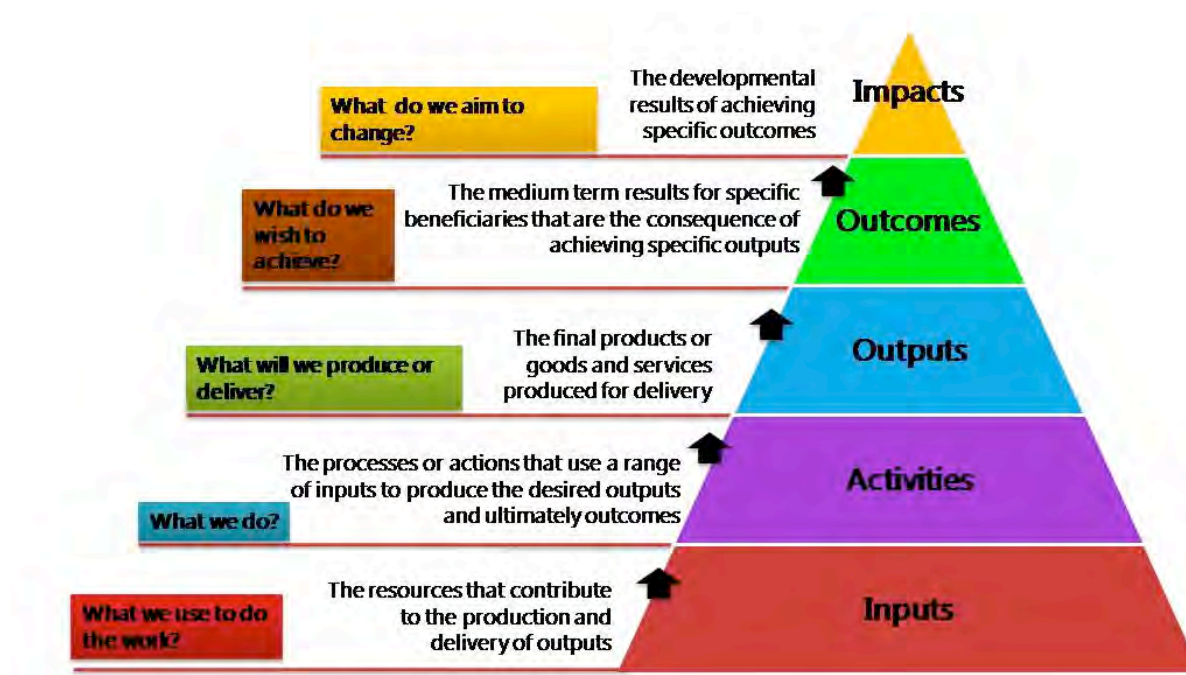 What do we aim to
change?
The developmental
results of achieving
specific outcomes
Impacts
What do we
wish to
achieve?
The medium term results for specific
beneficiaries that are the consequence of
achieving specific outputs
Outcomes
What will we produce or
deliver?
The final products or
goods and services
produced for delivery
Outputs
What we do?
The processes or actions that use a range
of inputs to produce the desired outputs
and ultimately outcomes
Activities
What we use to do
the work?
The resources that contribute
to the production and
delivery of outputs
Inputs